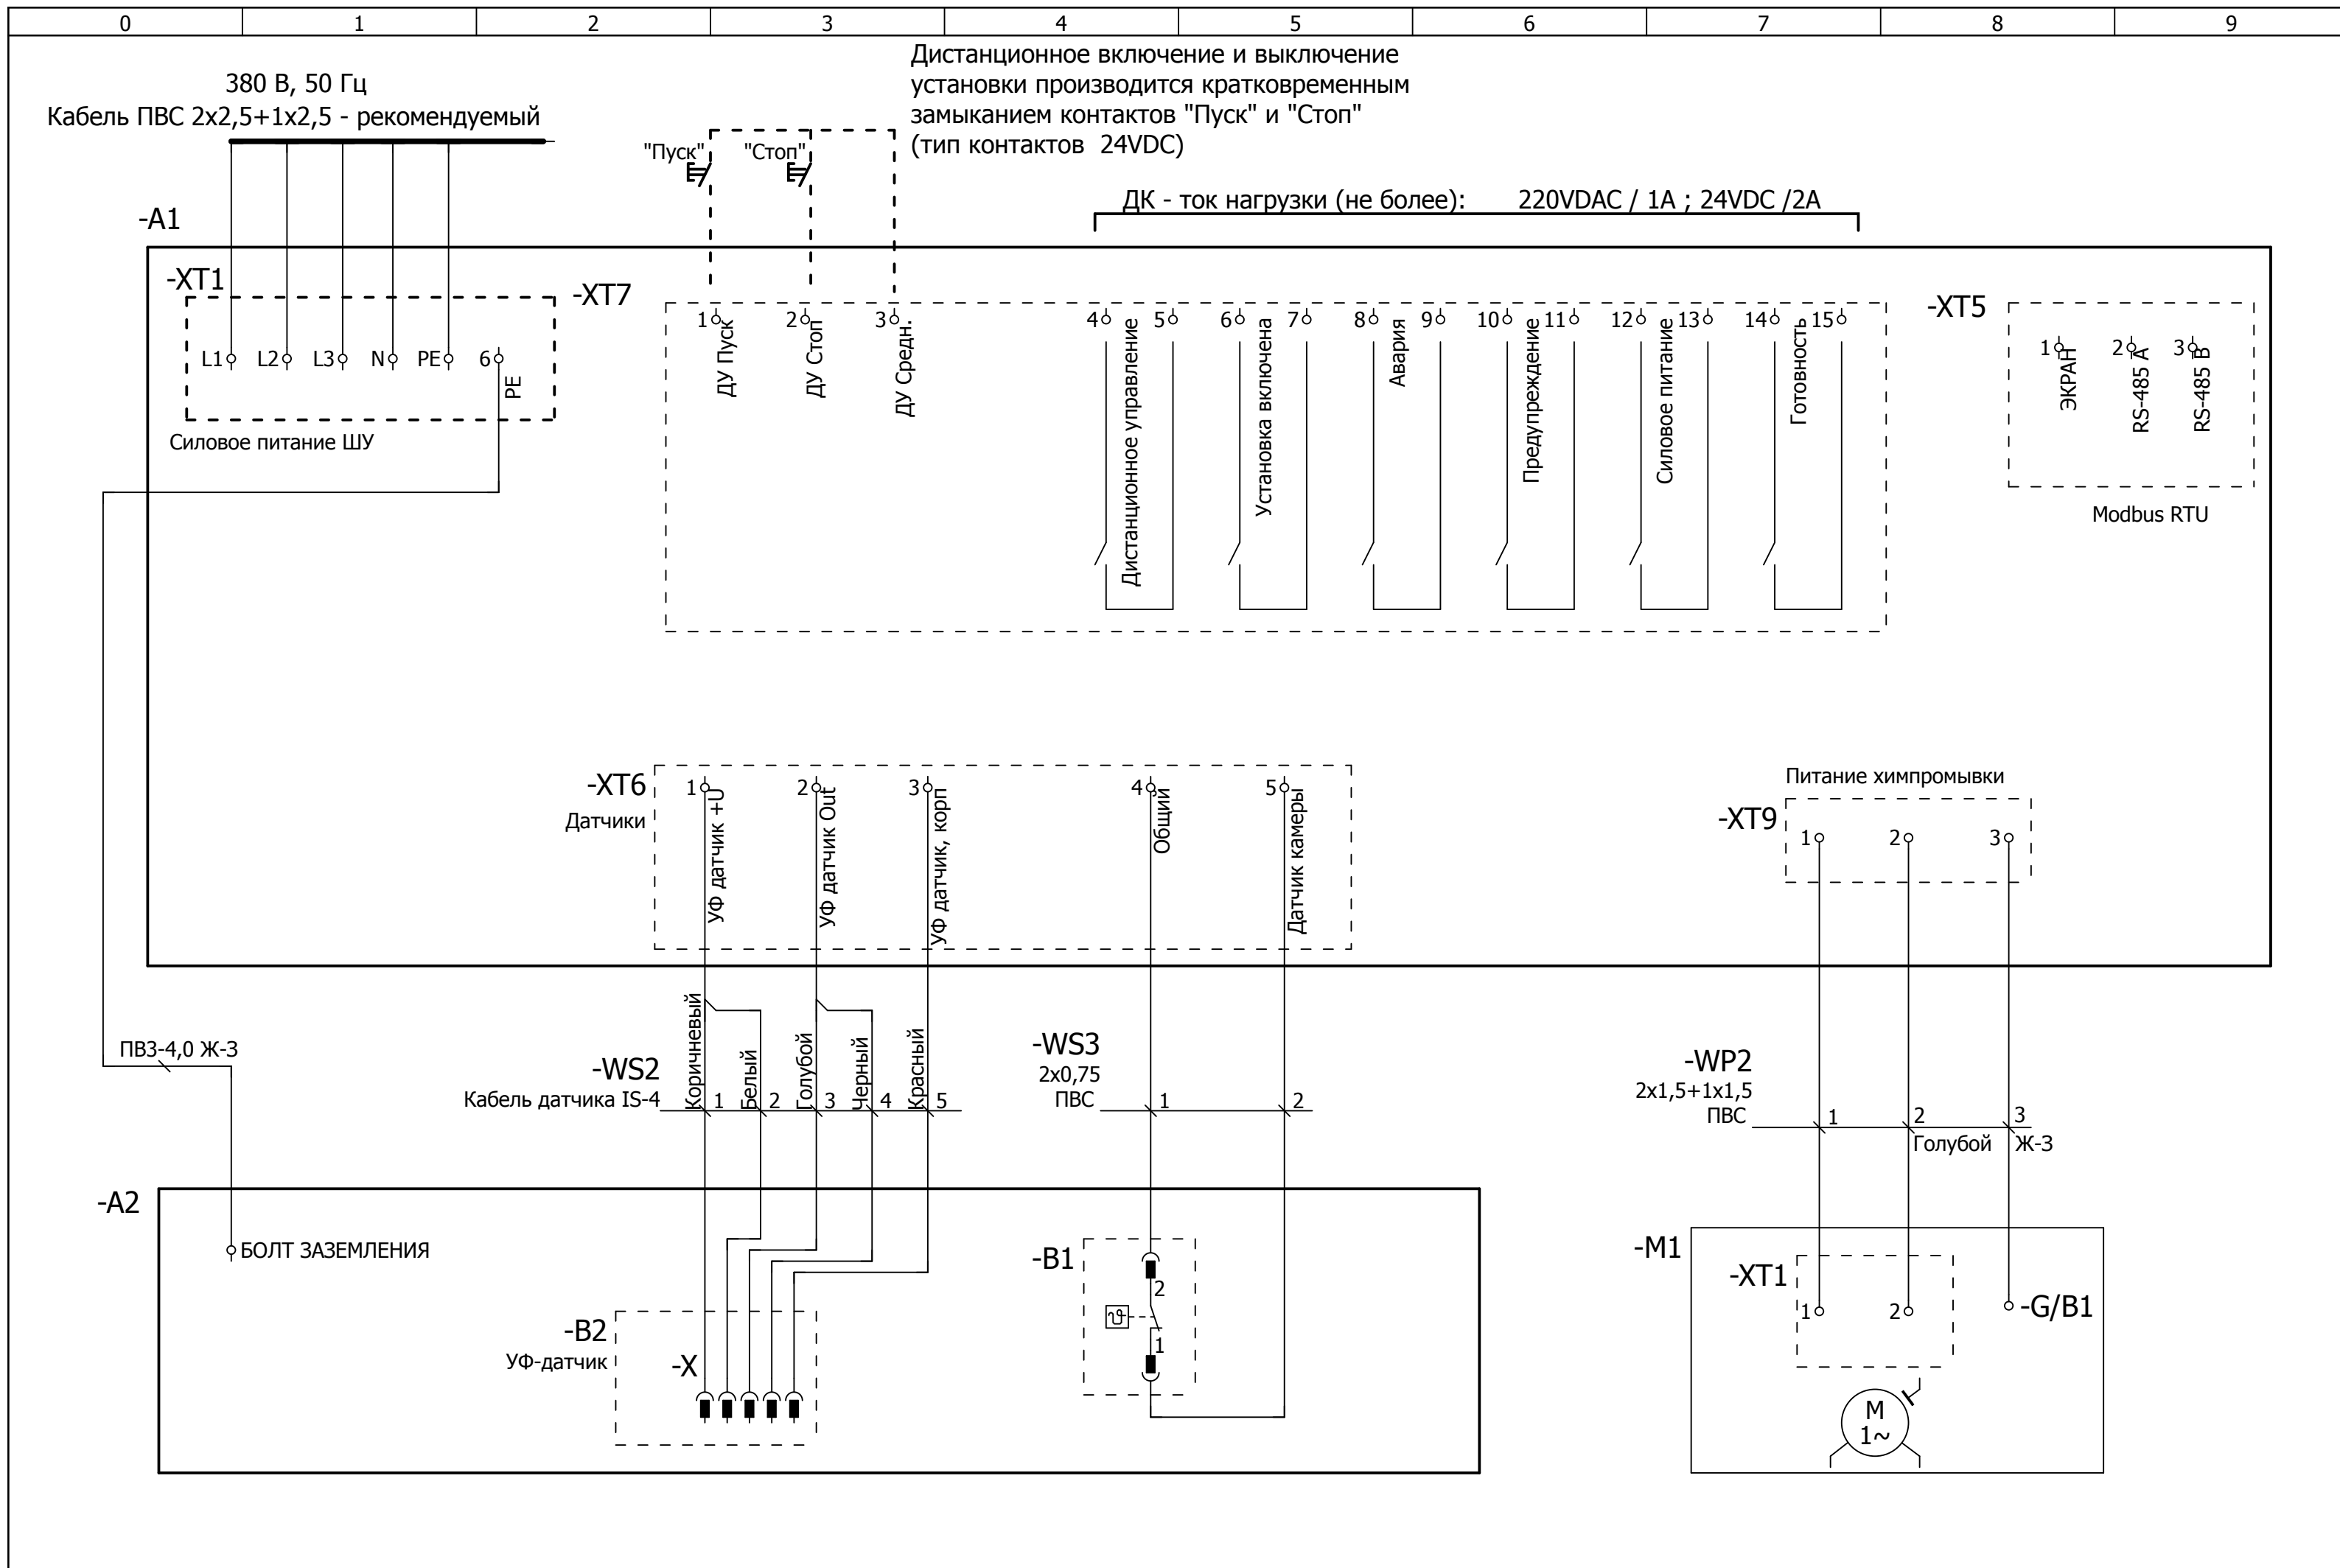 0 1 2 3 4 5 6 7 8 9
380 В, 50 Гц
Кабель ПВС 2х2,5+1х2,5 - рекомендуемый
Дистанционное включение и выключение
установки производится кратковременным
замыканием контактов "Пуск" и "Стоп"
(тип контактов 24VDC)
"Пуск" "Стоп"
ДК - ток нагрузки (не более): 220VDAC / 1A ; 24VDC /2A
-A1
-XT1
L1 L2 L3 N PE 6
PE
Силовое питание ШУ
-XT7
1 2 3 4 5 6 7 8 9 10 11 12 13 14 15
ДУ Пуск
ДУ Стоп
ДУ Средн.
Дистанционное управление
Установка включена
Авария
Предупреждение
Силовое питание
Готовность
-XT5
1 2 3
ЭКРАН
RS-485 A
RS-485 B
Modbus RTU
-XT6
Датчики
1 2 3 4 5
УФ датчик +U
УФ датчик Out
УФ датчик, корп
Общий
Датчик камеры
Питание химпромывки
-XT9
1 2 3
ПВ3-4,0 Ж-З
-WS2
Кабель датчика IS-4
Коричневый
Белый
Голубой
Черный
Красный
1 2 3 4 5
-WS3
2х0,75
ПВС
1 2
-WP2
2х1,5+1х1,5
ПВС
1 2 3
Голубой Ж-З
-A2
БОЛТ ЗАЗЕМЛЕНИЯ
-B2
УФ-датчик
-X
-B1
2
1
-M1
-XT1
1 2
-G/B1
M
1~